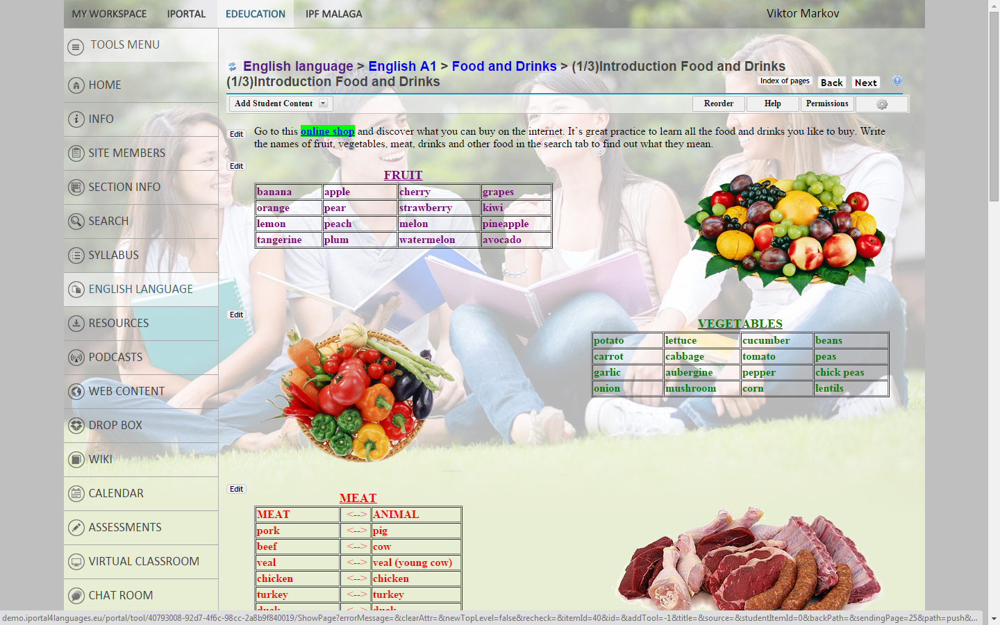 MY WORKSPACE IPORTAL EDEUCATION IPF MALAGA Viktor Markov
TOOLS MENU
HOME
INFO
SITE MEMBERS
SECTION INFO
SEARCH
SYLLABUS
ENGLISH LANGUAGE
RESOURCES
PODCASTS
WEB CONTENT
DROP BOX
WIKI
CALENDAR
ASSESSMENTS
VIRTUAL CLASSROOM
CHAT ROOM
English language > English A1 > Food and Drinks > (1/3)Introduction Food and Drinks
(1/3)Introduction Food and Drinks
Index of pages Back Next
Add Student Content Reorder Help Permissions
Edit Go to this online shop and discover what you can buy on the internet. It`s great practice to learn all the food and drinks you like to buy. Write
the names of fruit, vegetables, meat, drinks and other food in the search tab to find out what they mean.
Edit
FRUIT
banana apple cherry grapes
orange pear strawberry kiwi
lemon peach melon pineapple
tangerine plum watermelon avocado
Edit
VEGETABLES
potato lettuce cucumber beans
carrot cabbage tomato peas
garlic aubergine pepper chick peas
onion mushroom corn lentils
Edit
MEAT
MEAT <--> ANIMAL
pork <--> pig
beef <--> cow
veal <--> veal (young cow)
chicken <--> chicken
turkey <--> turkey
duck <--> duck
demo.iportal4languages.eu/portal/tool/40793008-92d7-4f6c-98cc-2a8b9f840019/ShowPage?errorMessage=&clearAttr=&newTopLevel=false&recheck=&itemId=40&id=&addTool=-1&title=&source=&studentItemId=0&backPath=&sendingPage=25&path=push&...